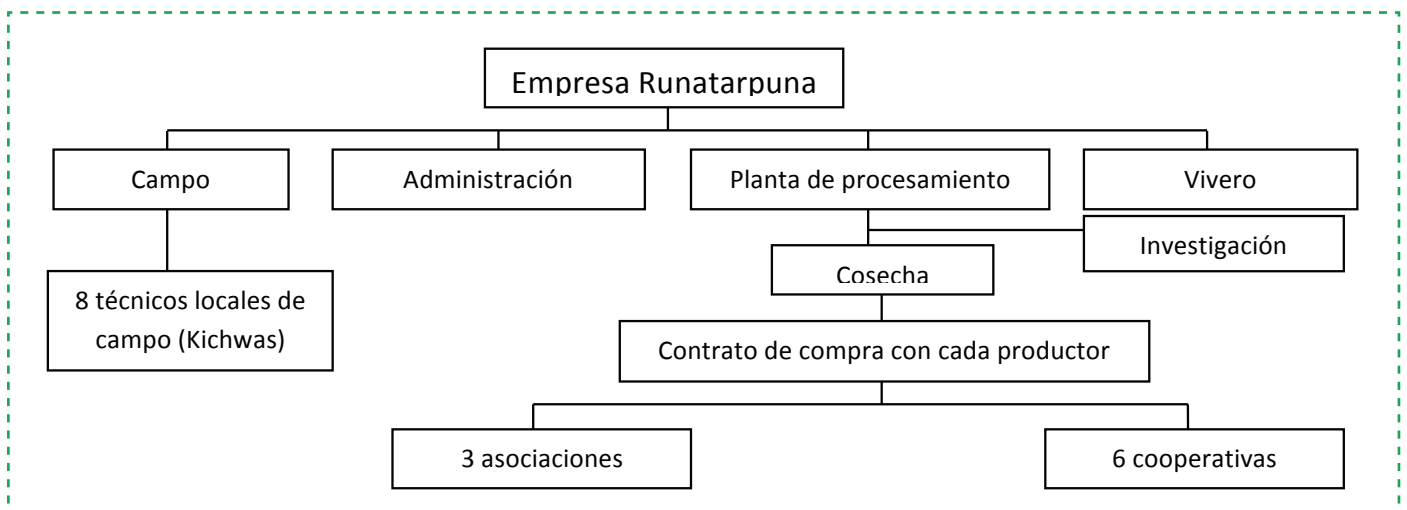 Empresa Runatarpuna
Campo
Administración
Planta de procesamiento
Vivero
Investigación
Cosecha
8 técnicos locales de
campo (Kichwas)
Contrato de compra con cada productor
3 asociaciones
6 cooperativas